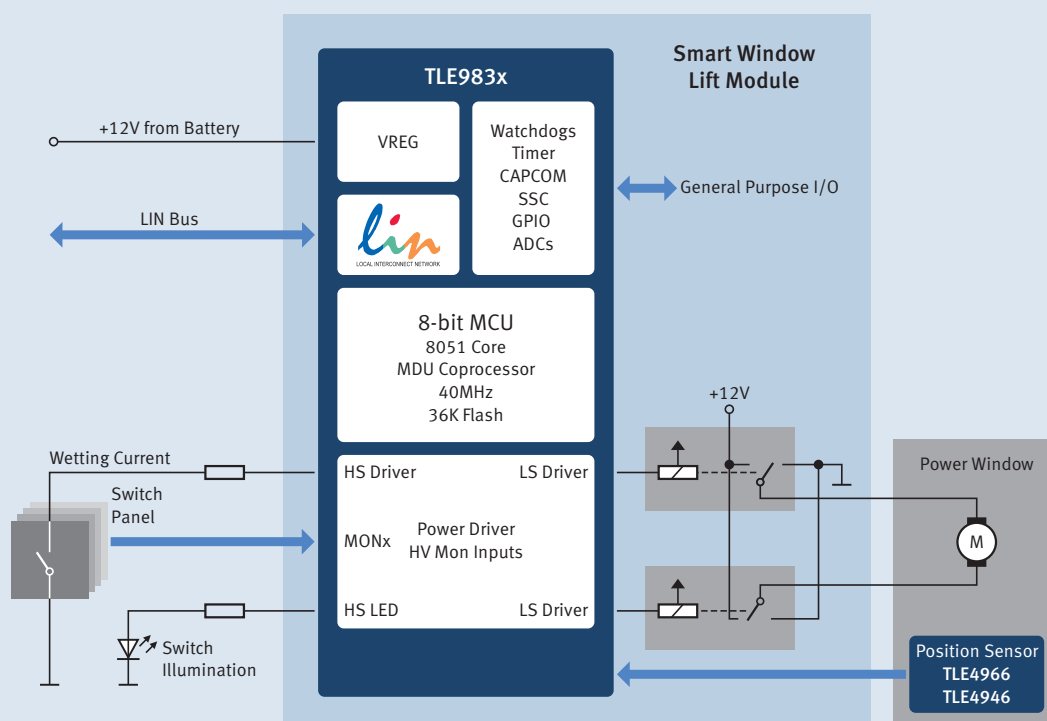 Smart Window
Lift Module
TLE983x
+12V from Battery
VREG
Watchdogs
Timer
CAPCOM
SSC
GPIO
ADCs
General Purpose I/O
LIN Bus
lin
LOCAL INTERCONNECT NETWORK
8-bit MCU
8051 Core
MDU Coprocessor
40MHz
36K Flash
+12V
Wetting Current
HS Driver
LS Driver
Switch
Panel
MONx
Power Driver
HV Mon Inputs
HS LED
LS Driver
Switch
Illumination
Power Window
M
Position Sensor
TLE4966
TLE4946